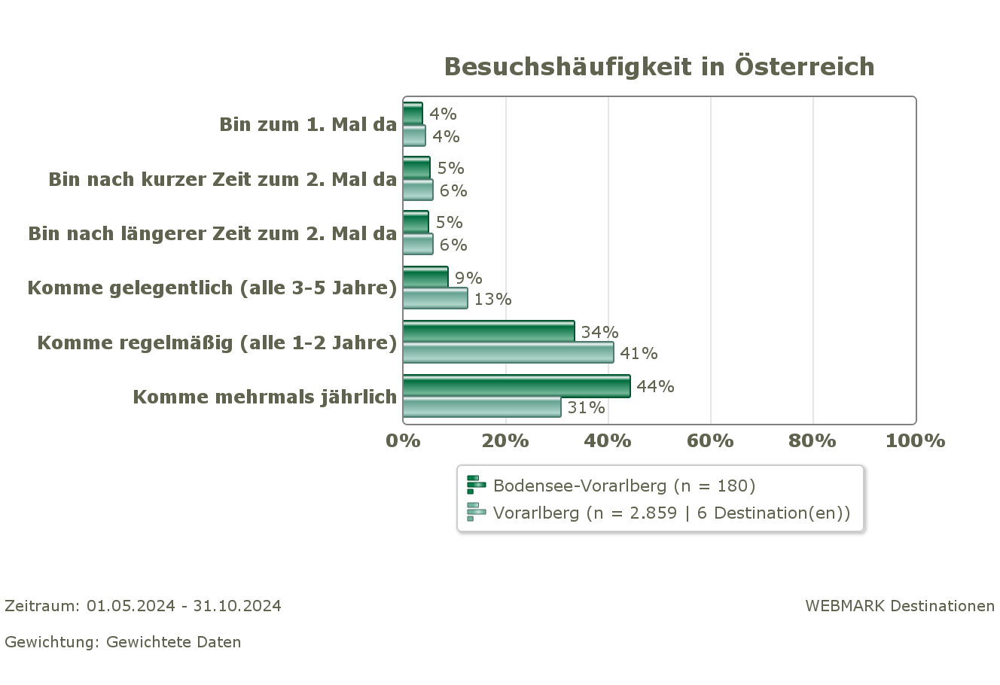 Besuchshäufigkeit in Österreich
Bin zum 1. Mal da
4%
4%
Bin nach kurzer Zeit zum 2. Mal da
5%
6%
Bin nach längerer Zeit zum 2. Mal da
5%
6%
Komme gelegentlich (alle 3-5 Jahre)
9%
13%
Komme regelmäßig (alle 1-2 Jahre)
34%
41%
Komme mehrmals jährlich
44%
31%
0% 20% 40% 60% 80% 100%
Bodensee-Vorarlberg (n = 180)
Vorarlberg (n = 2.859 | 6 Destination(en))
Zeitraum: 01.05.2024 - 31.10.2024
WEBMARK Destinationen
Gewichtung: Gewichtete Daten